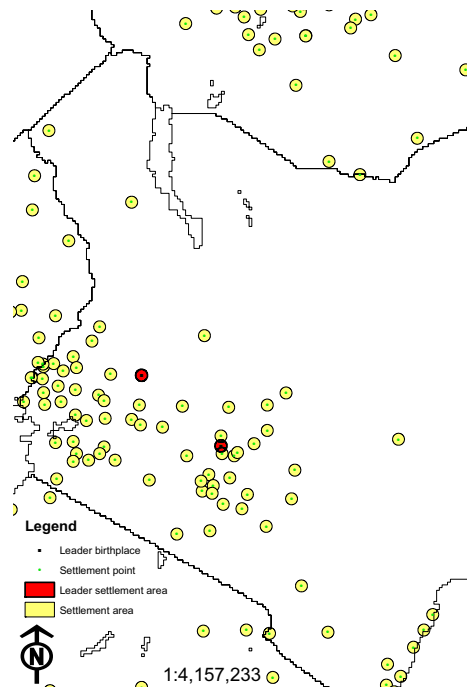 Legend
Leader birthplace
Settlement point
Leader settlement area
Settlement area
N
1:4,157,233